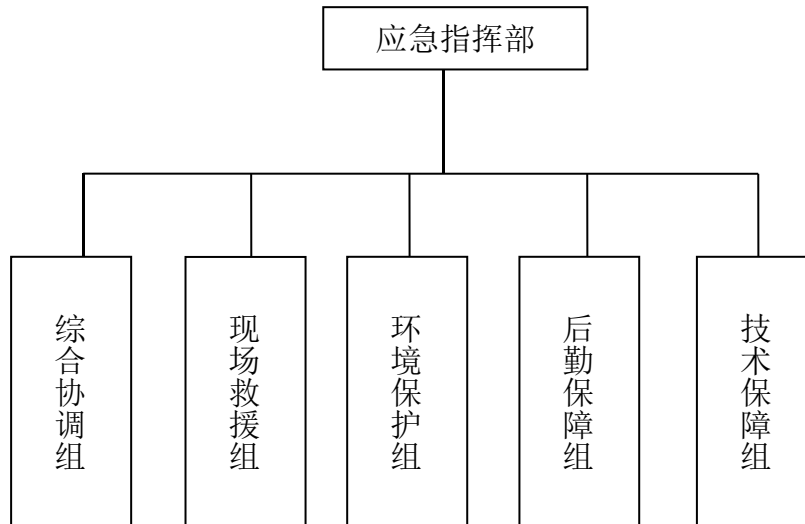 应急指挥部
综合协调组
现场救援组
环境保护组
后勤保障组
技术保障组